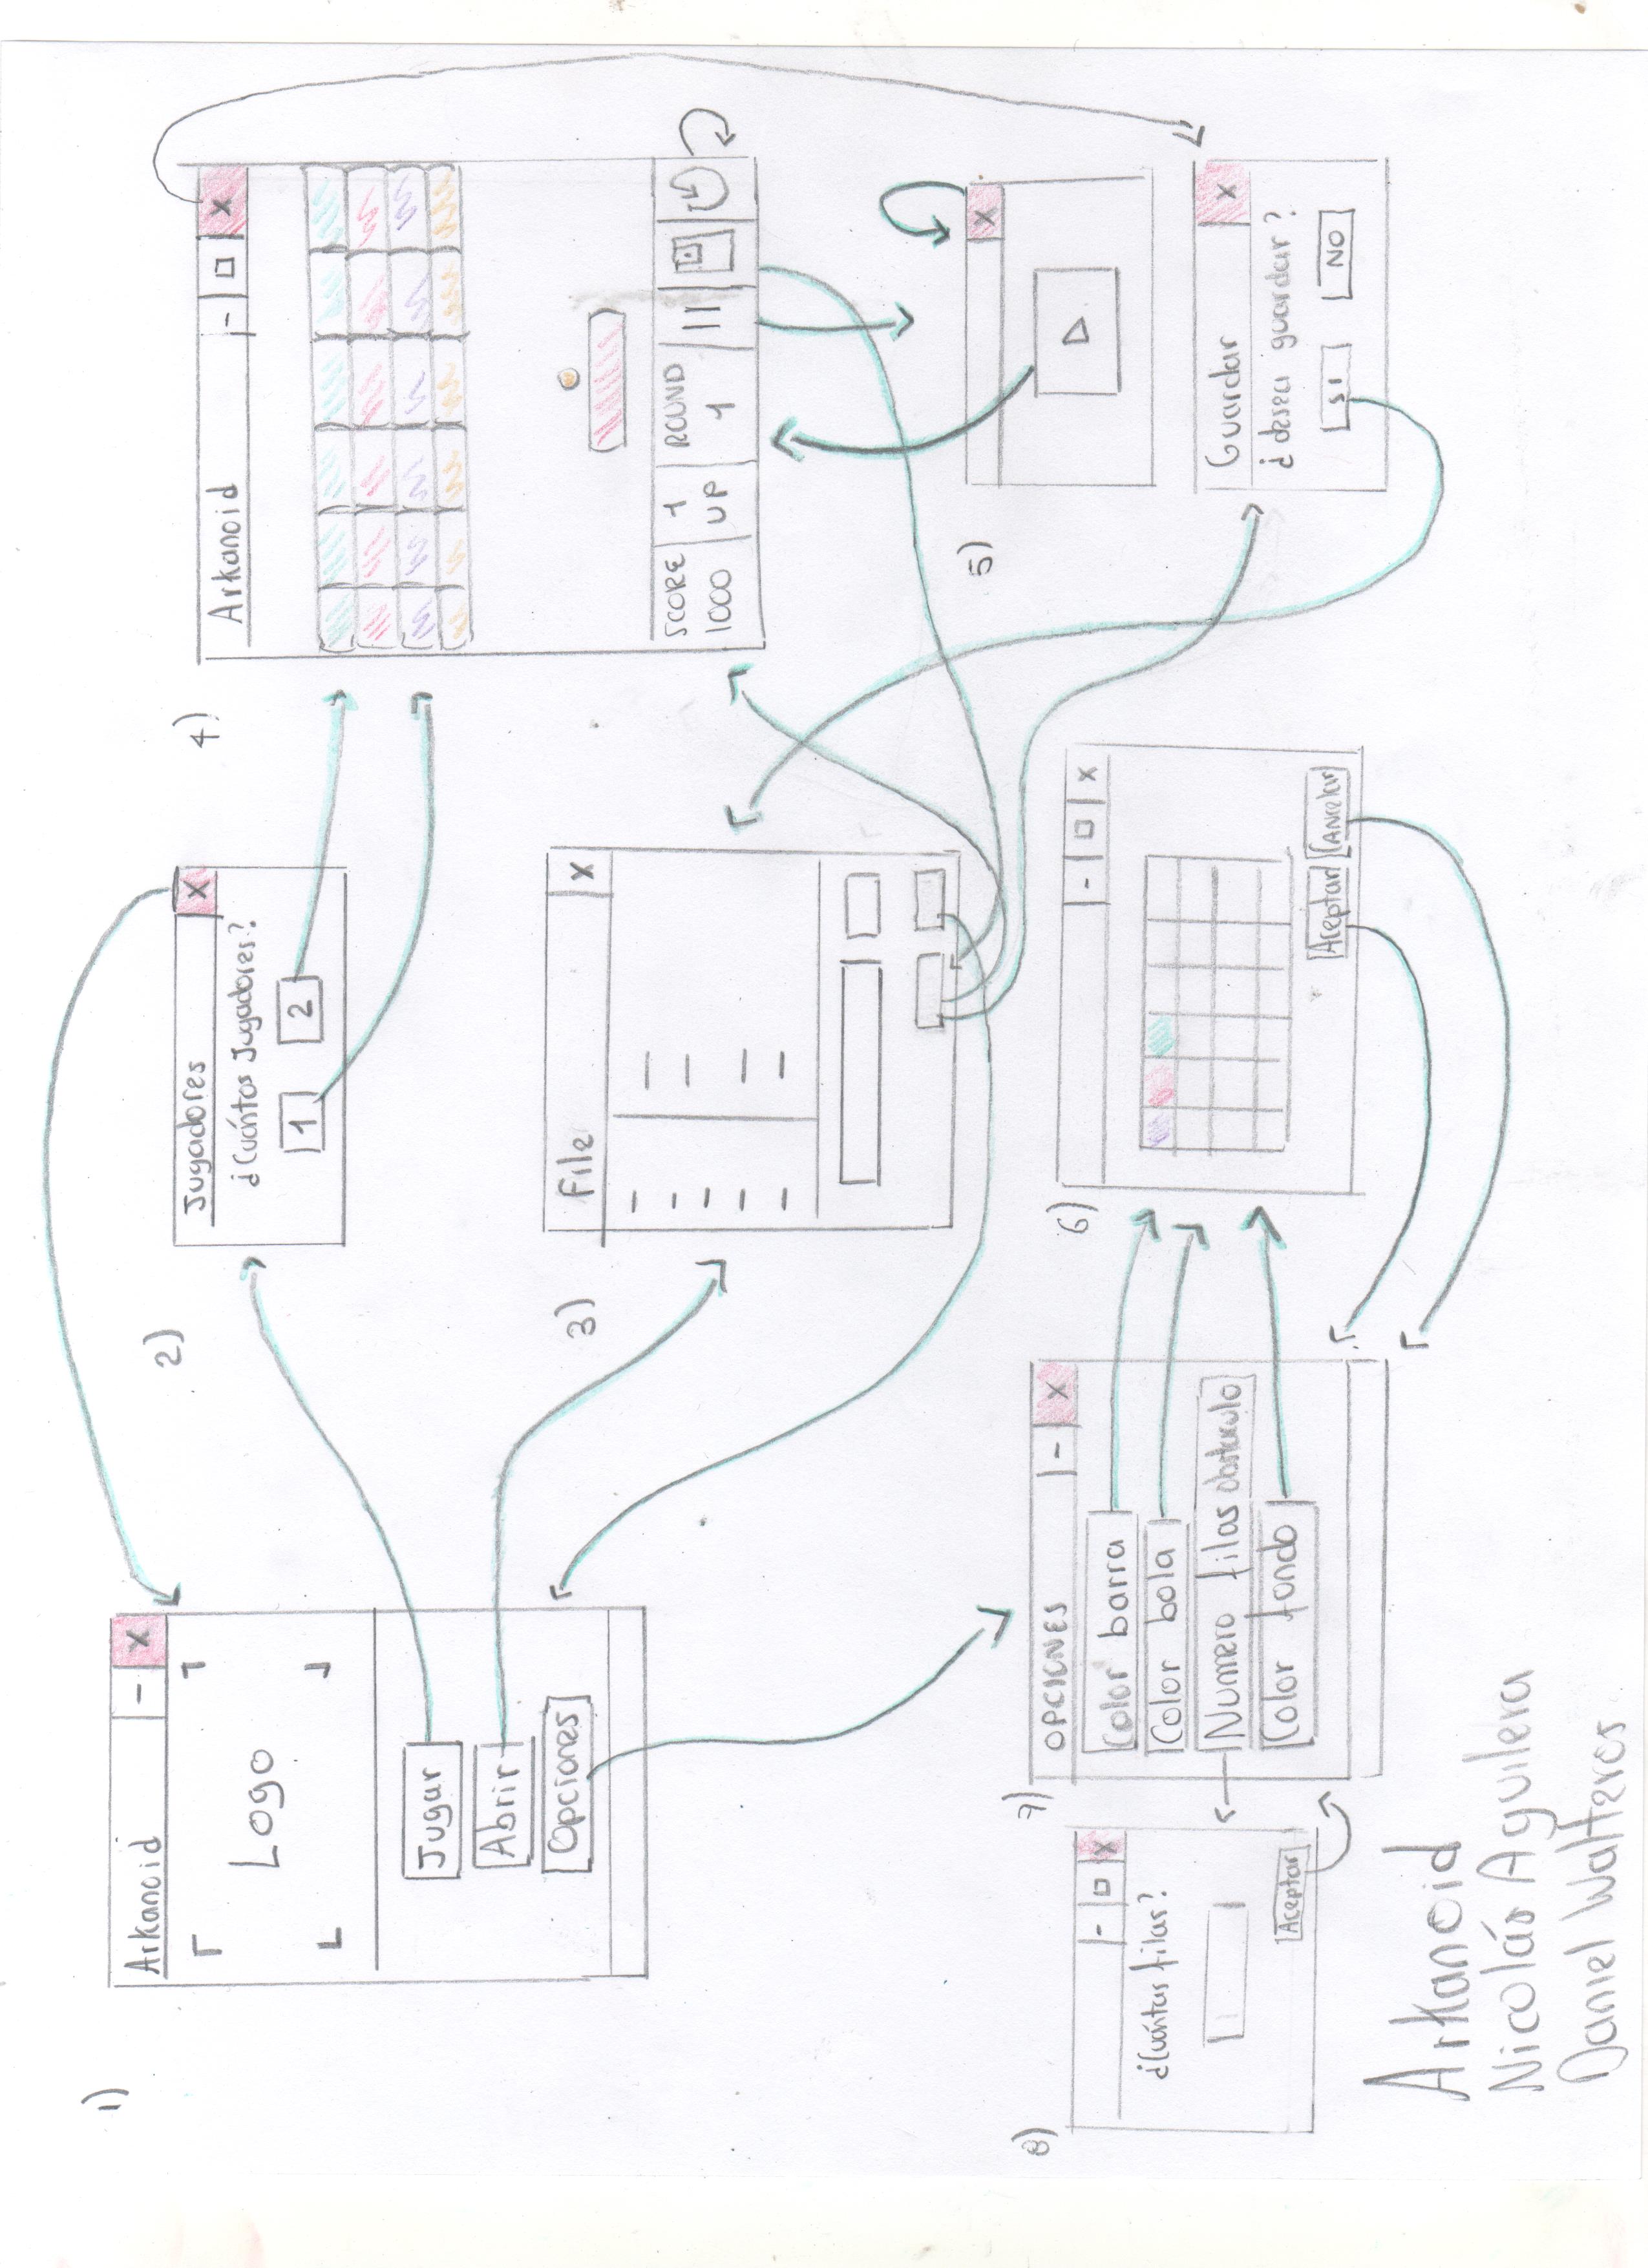 1)
Arkanoid - X
Logo
Jugar
Abrir
Opciones
2)
Jugadores X
¿Cuántos Jugadores?
1 2
3)
File X
4)
Arkanoid - X
SCORE 1000
1 UP
ROUND 1
5)
X
Guardar X
¿desea guardar?
SI NO
6)
- X
Aceptar Cancelar
7)
OPCIONES - X
Color barra
Color bola
Numero filas obstaculo
Color fondo
8)
- X
¿Cuántas filas?
Aceptar
Arkanoid
Nicolás Aguilera
Daniel Walteros